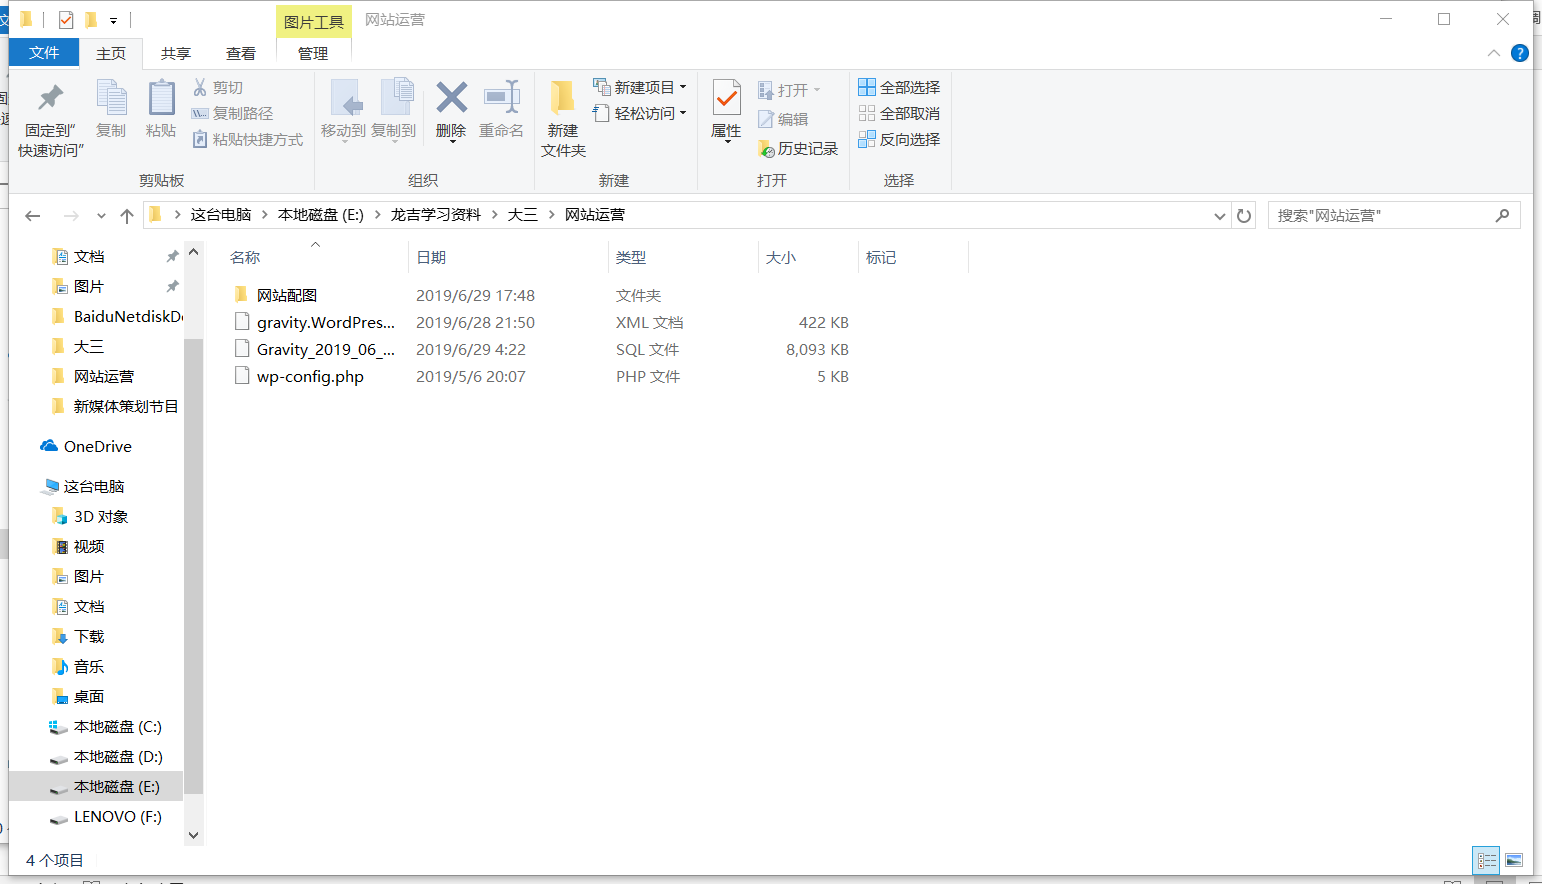 图片工具 网站运营
文件 主页 共享 查看 管理
固定到"
快速访问"
复制
粘贴
剪切
复制路径
粘贴快捷方式
剪贴板
移动到 复制到 删除 重命名
组织
新建
文件夹
新建项目
轻松访问
新建
属性
打开
编辑
历史记录
打开
全部选择
全部取消
反向选择
选择
这台电脑 本地磁盘 (E:) 龙吉学习资料 大三 网站运营
搜索"网站运营"
文档
图片
BaiduNetdiskD
大三
网站运营
新媒体策划节目
OneDrive
这台电脑
3D 对象
视频
图片
文档
下载
音乐
桌面
本地磁盘 (C:)
本地磁盘 (D:)
本地磁盘 (E:)
LENOVO (F:)
名称 日期 类型 大小 标记
网站配图 2019/6/29 17:48 文件夹
gravity.WordPres... 2019/6/28 21:50 XML 文档 422 KB
Gravity_2019_06_... 2019/6/29 4:22 SQL 文件 8,093 KB
wp-config.php 2019/5/6 20:07 PHP 文件 5 KB
4 个项目